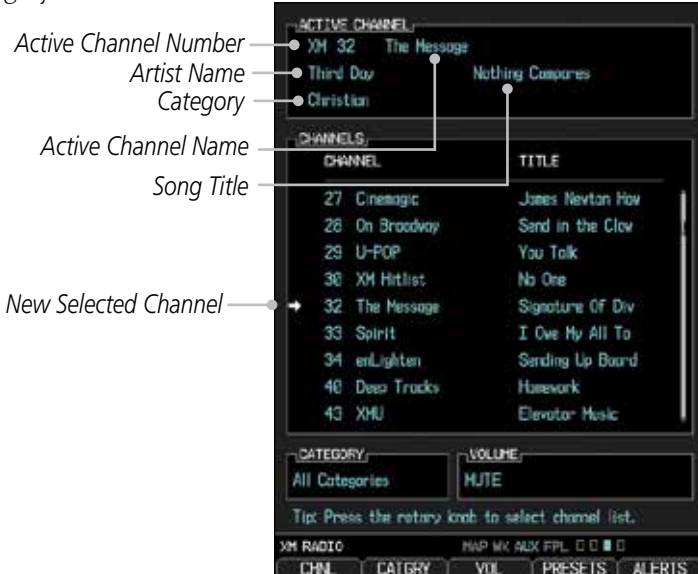 Active Channel Number
Artist Name
Category
Active Channel Name
Song Title
New Selected Channel
ACTIVE CHANNEL
XM 32 The Message
Third Day Nothing Compares
Christian
CHANNELS
CHANNEL TITLE
27 Cinemagic James Newton How
28 On Broadway Send in the Clow
29 U-POP You Talk
30 XM Hitlist No One
32 The Message Signature Of Div
33 Spirit I Owe My All To
34 enLighten Sending Up Board
40 Deep Tracks Homework
43 XMU Elevator Music
CATEGORY VOLUME
All Categories MUTE
Tip: Press the rotary knob to select channel list.
XM RADIO MAP WX AUX FPL
CHNL CATGRY VOL PRESETS ALERTS